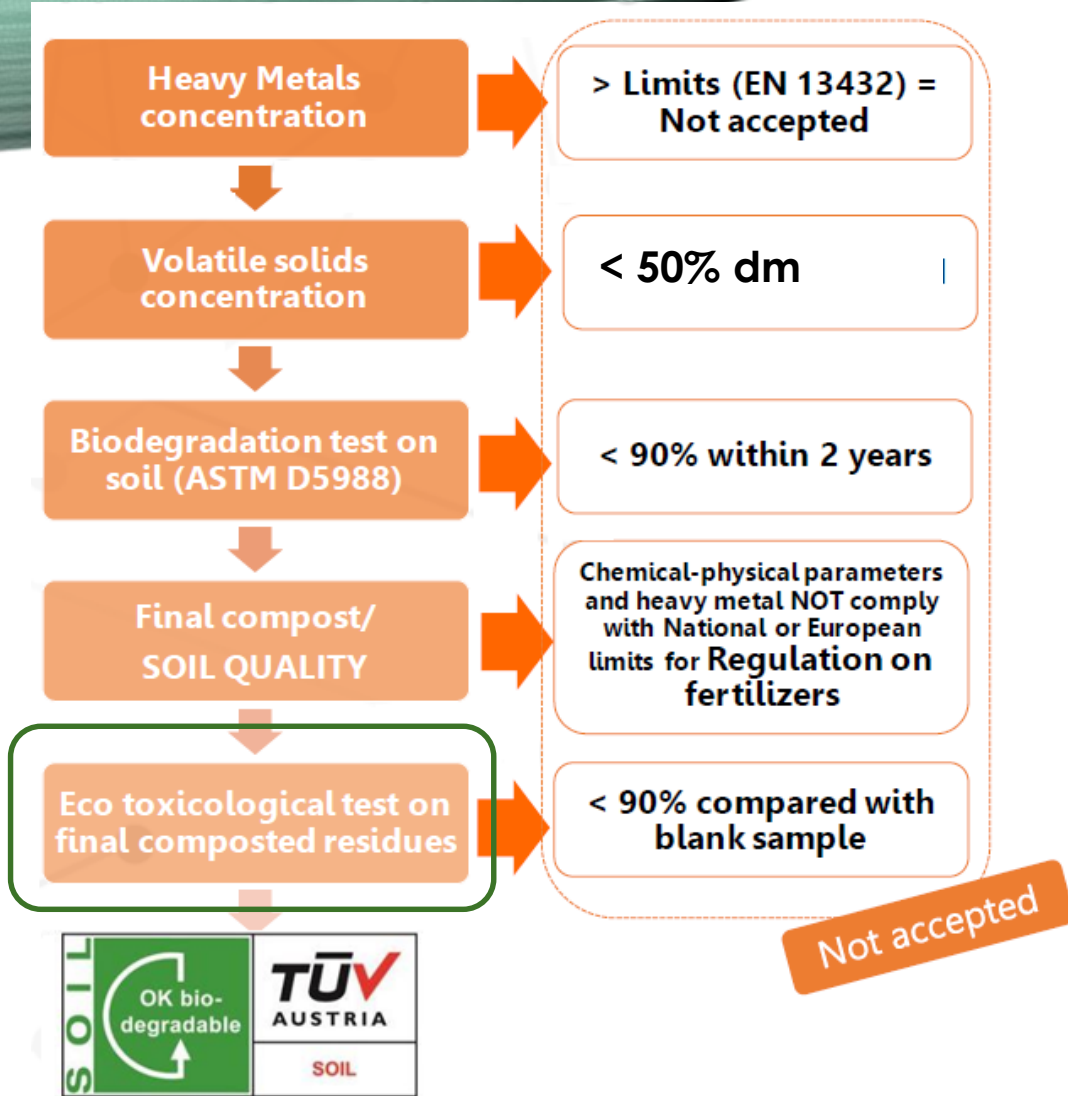 Heavy Metals
concentration
> Limits (EN 13432) =
Not accepted
Volatile solids
concentration
< 50% dm
Biodegradation test on
soil (ASTM D5988)
< 90% within 2 years
Final compost/
SOIL QUALITY
Chemical-physical parameters
and heavy metal NOT comply
with National or European
limits for Regulation on
fertilizers
Eco toxicological test on
final composted residues
< 90% compared with
blank sample
Not accepted
SOIL
OK bio-
degradable
TÜV
AUSTRIA
SOIL